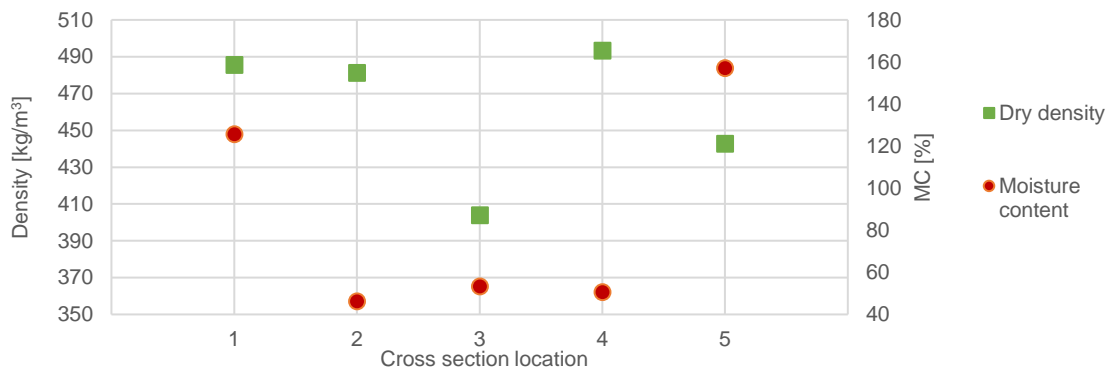 Density [kg/m³]
510
490
470
450
430
410
390
370
350
180
160
140
120
100
80
60
40
MC [%]
1 2 3 4 5
Cross section location
Dry density
Moisture
content